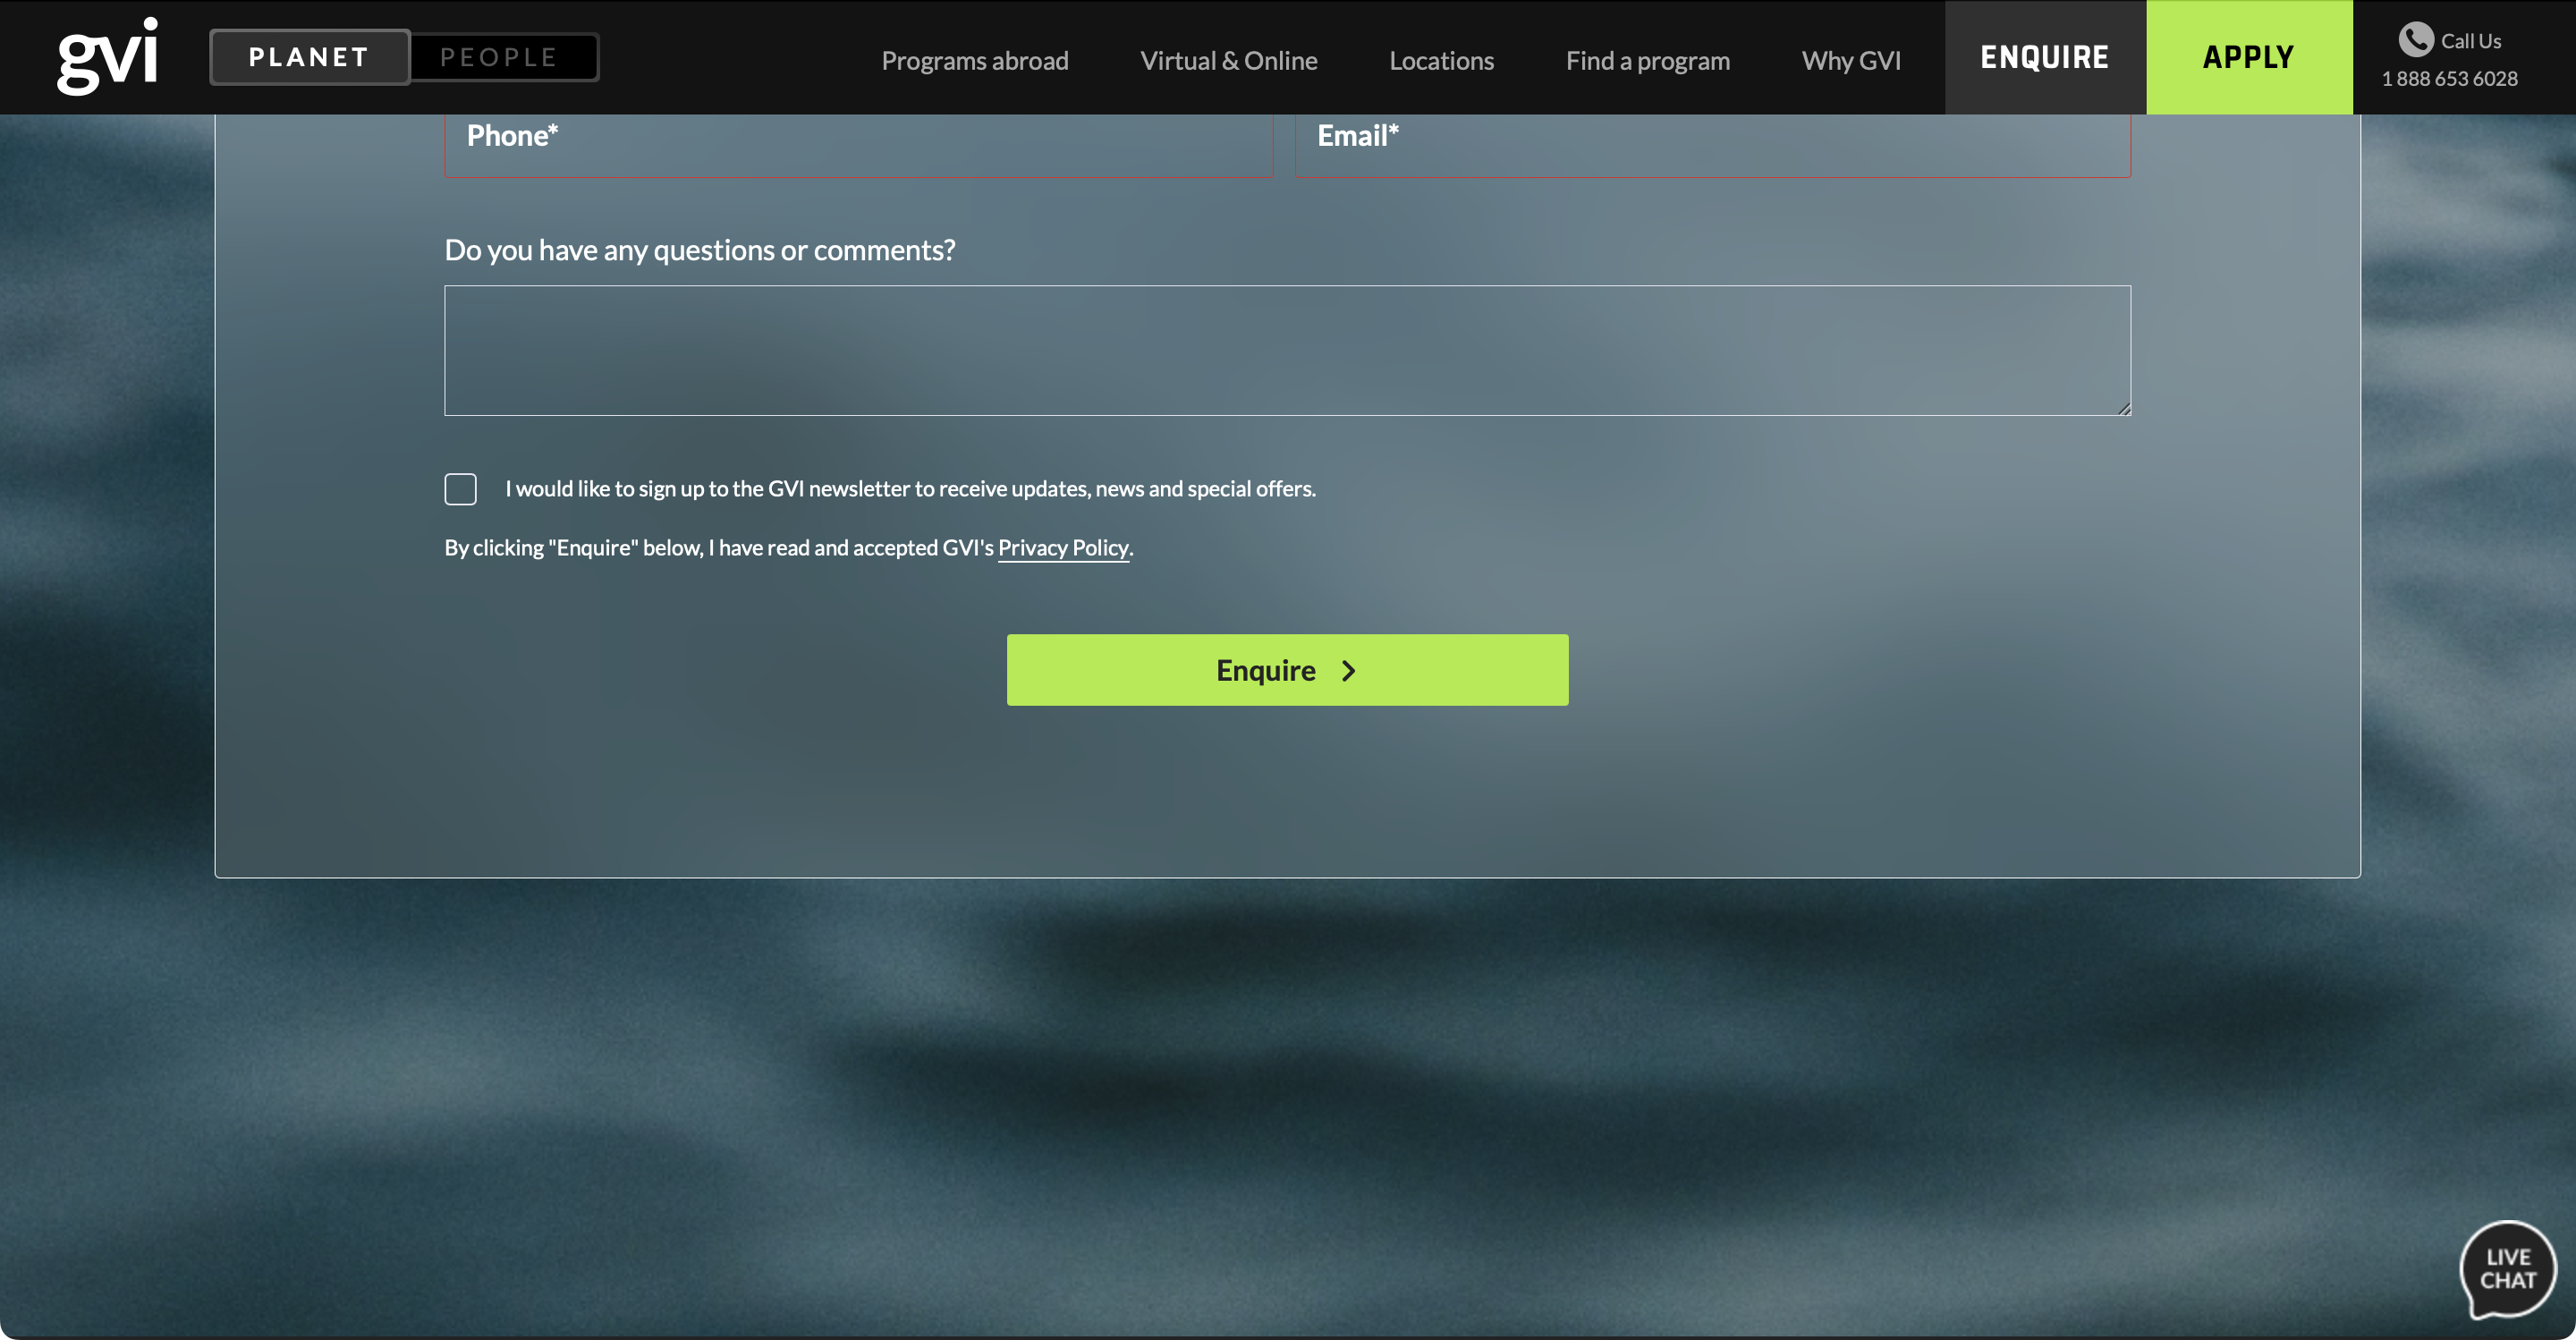 gvi
PLANET
PEOPLE
Programs abroad
Virtual & Online
Locations
Find a program
Why GVI
ENQUIRE
APPLY
Call Us
1 888 653 6028
Phone*
Email*
Do you have any questions or comments?
I would like to sign up to the GVI newsletter to receive updates, news and special offers.
By clicking "Enquire" below, I have read and accepted GVI's Privacy Policy.
Enquire
LIVE
CHAT